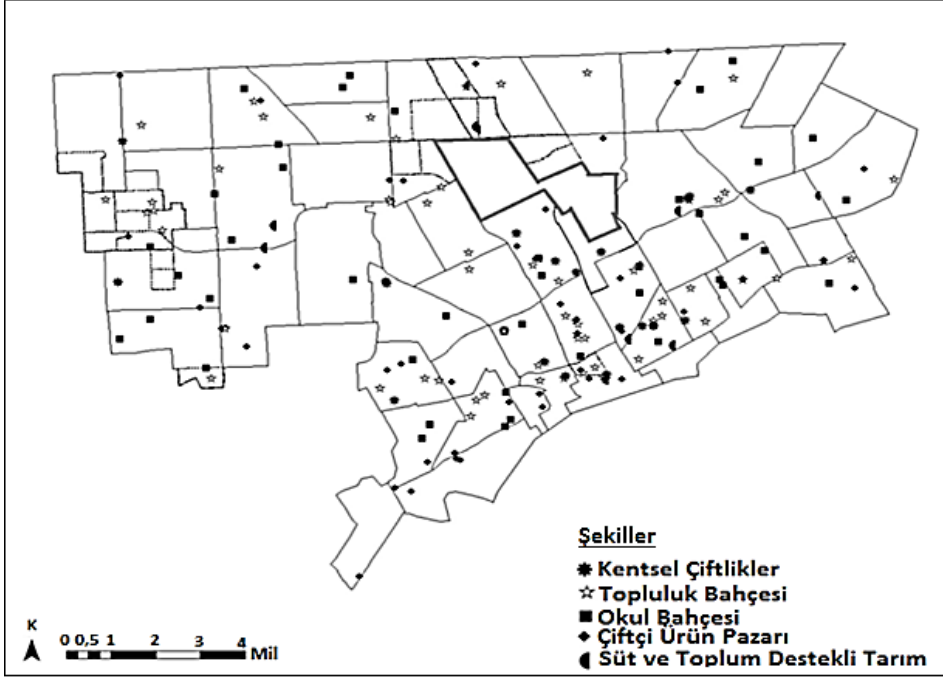 Şekiller
Kentsel Çiftlikler
Topluluk Bahçesi
Okul Bahçesi
Çiftçi Ürün Pazarı
Süt ve Toplum Destekli Tarım
K
0 0,5 1 2 3 4 Mil